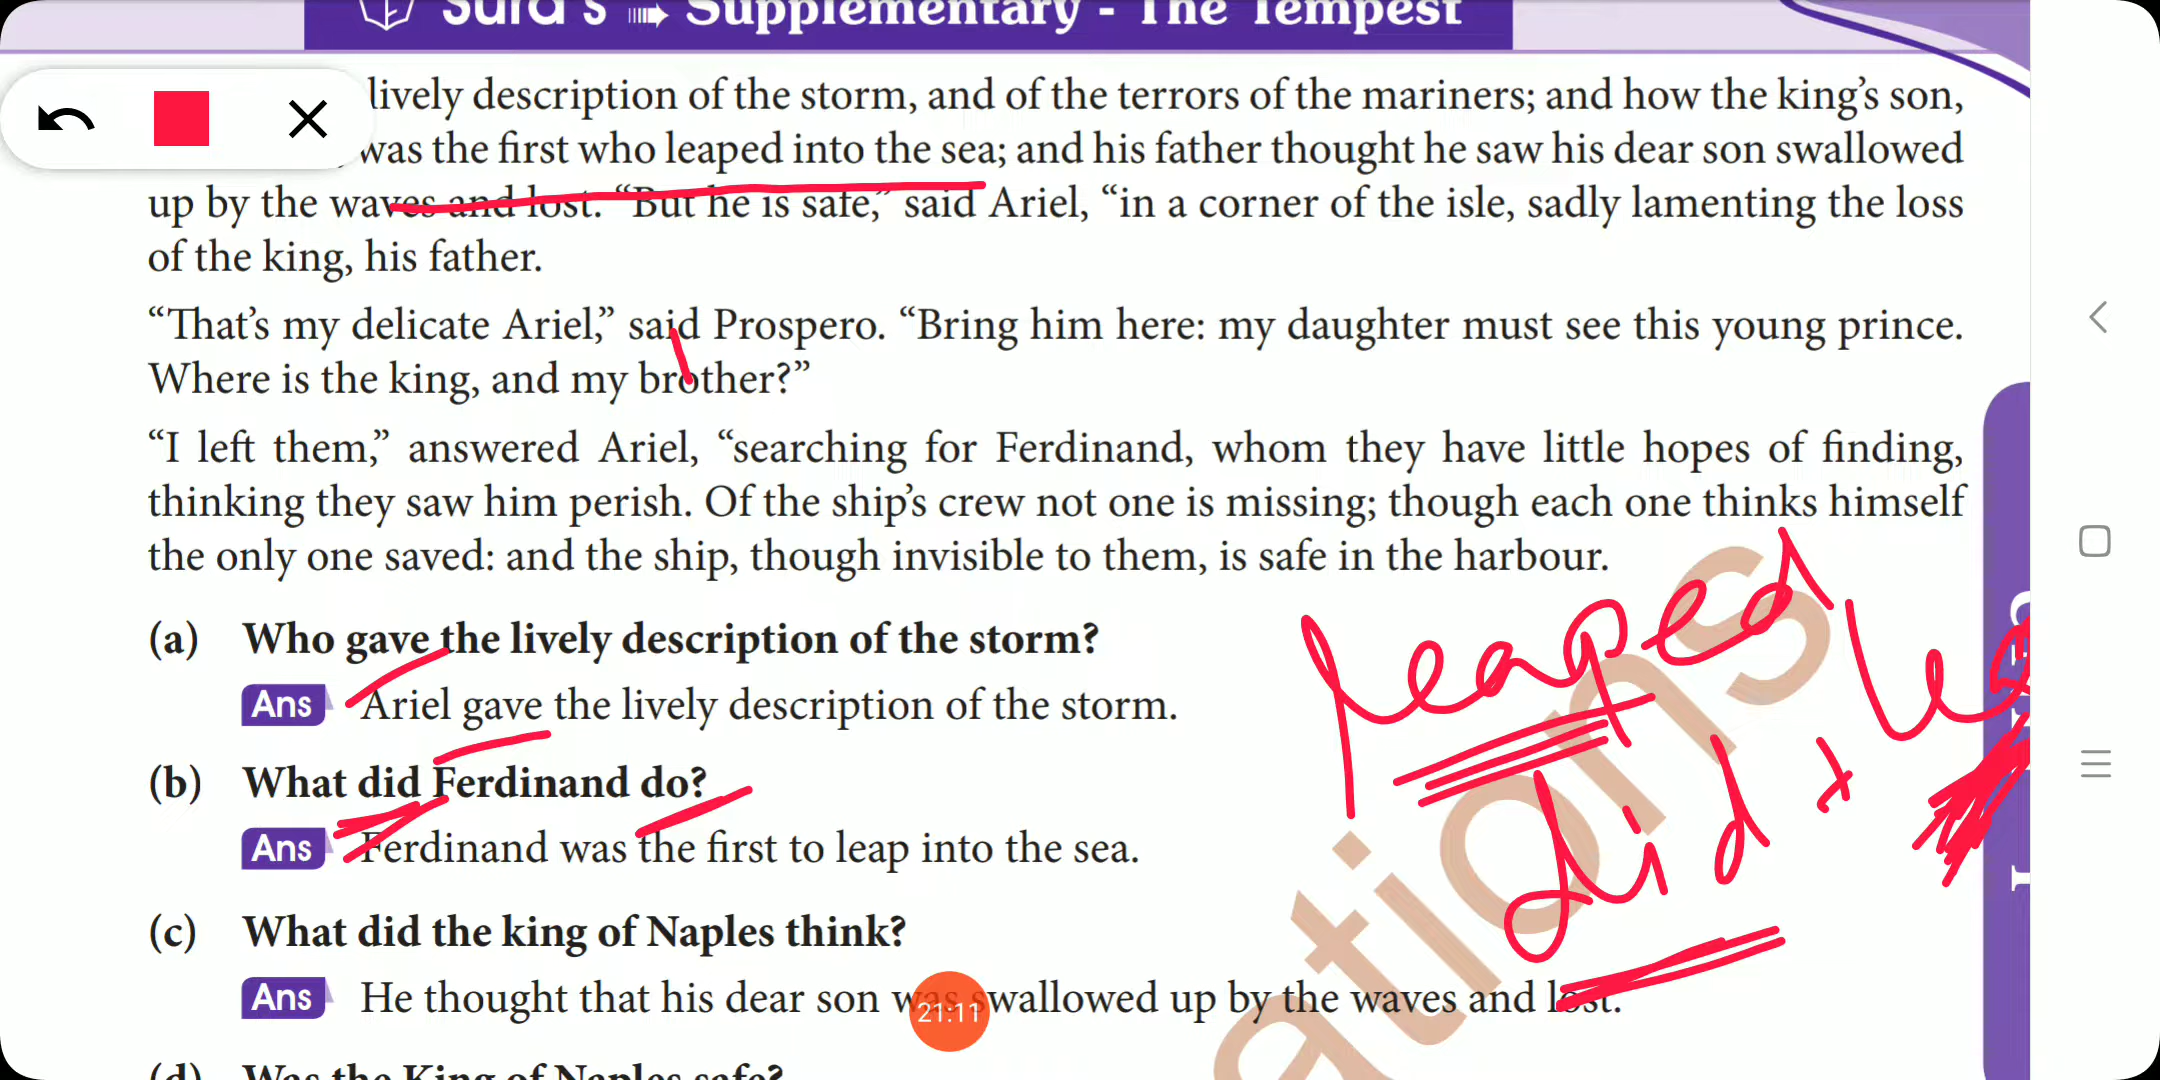 Sura's ➠ Supplementary - The Tempest
lively description of the storm, and of the terrors of the mariners; and how the king's son,
was the first who leaped into the sea; and his father thought he saw his dear son swallowed
up by the waves and lost. “But he is safe,” said Ariel, “in a corner of the isle, sadly lamenting the loss
of the king, his father.
“That's my delicate Ariel,” said Prospero. “Bring him here: my daughter must see this young prince.
Where is the king, and my brother?”
“I left them,” answered Ariel, “searching for Ferdinand, whom they have little hopes of finding,
thinking they saw him perish. Of the ship's crew not one is missing; though each one thinks himself
the only one saved: and the ship, though invisible to them, is safe in the harbour.
(a) Who gave the lively description of the storm?
Ans Ariel gave the lively description of the storm.
leaped
(b) What did Ferdinand do?
did +
Ans Ferdinand was the first to leap into the sea.
(c) What did the king of Naples think?
Ans He thought that his dear son was swallowed up by the waves and lost.
21:11
(d) Was the King of Naples safe?
ations